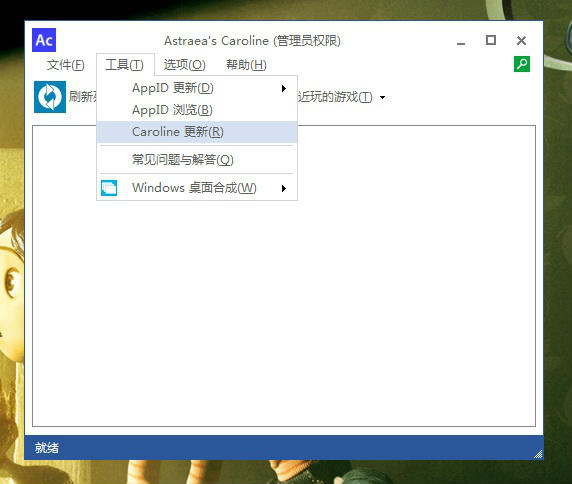 Ac Astraea's Caroline (管理员权限)
文件(F) 工具(T) 选项(O) 帮助(H)
刷新 近玩的游戏(T)
AppID 更新(D)
AppID 浏览(B)
Caroline 更新(R)
常见问题与解答(Q)
Windows 桌面合成(W)
就绪